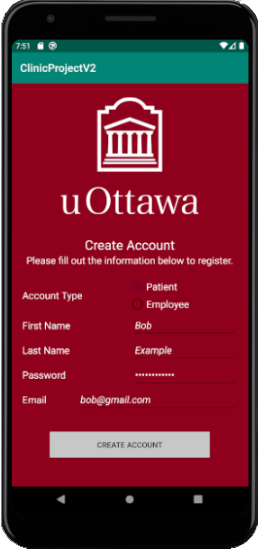 7:51
ClinicProjectV2
uOttawa
Create Account
Please fill out the information below to register.
Account Type
Patient
Employee
First Name Bob
Last Name Example
Password ••••••••••••
Email bob@gmail.com
CREATE ACCOUNT